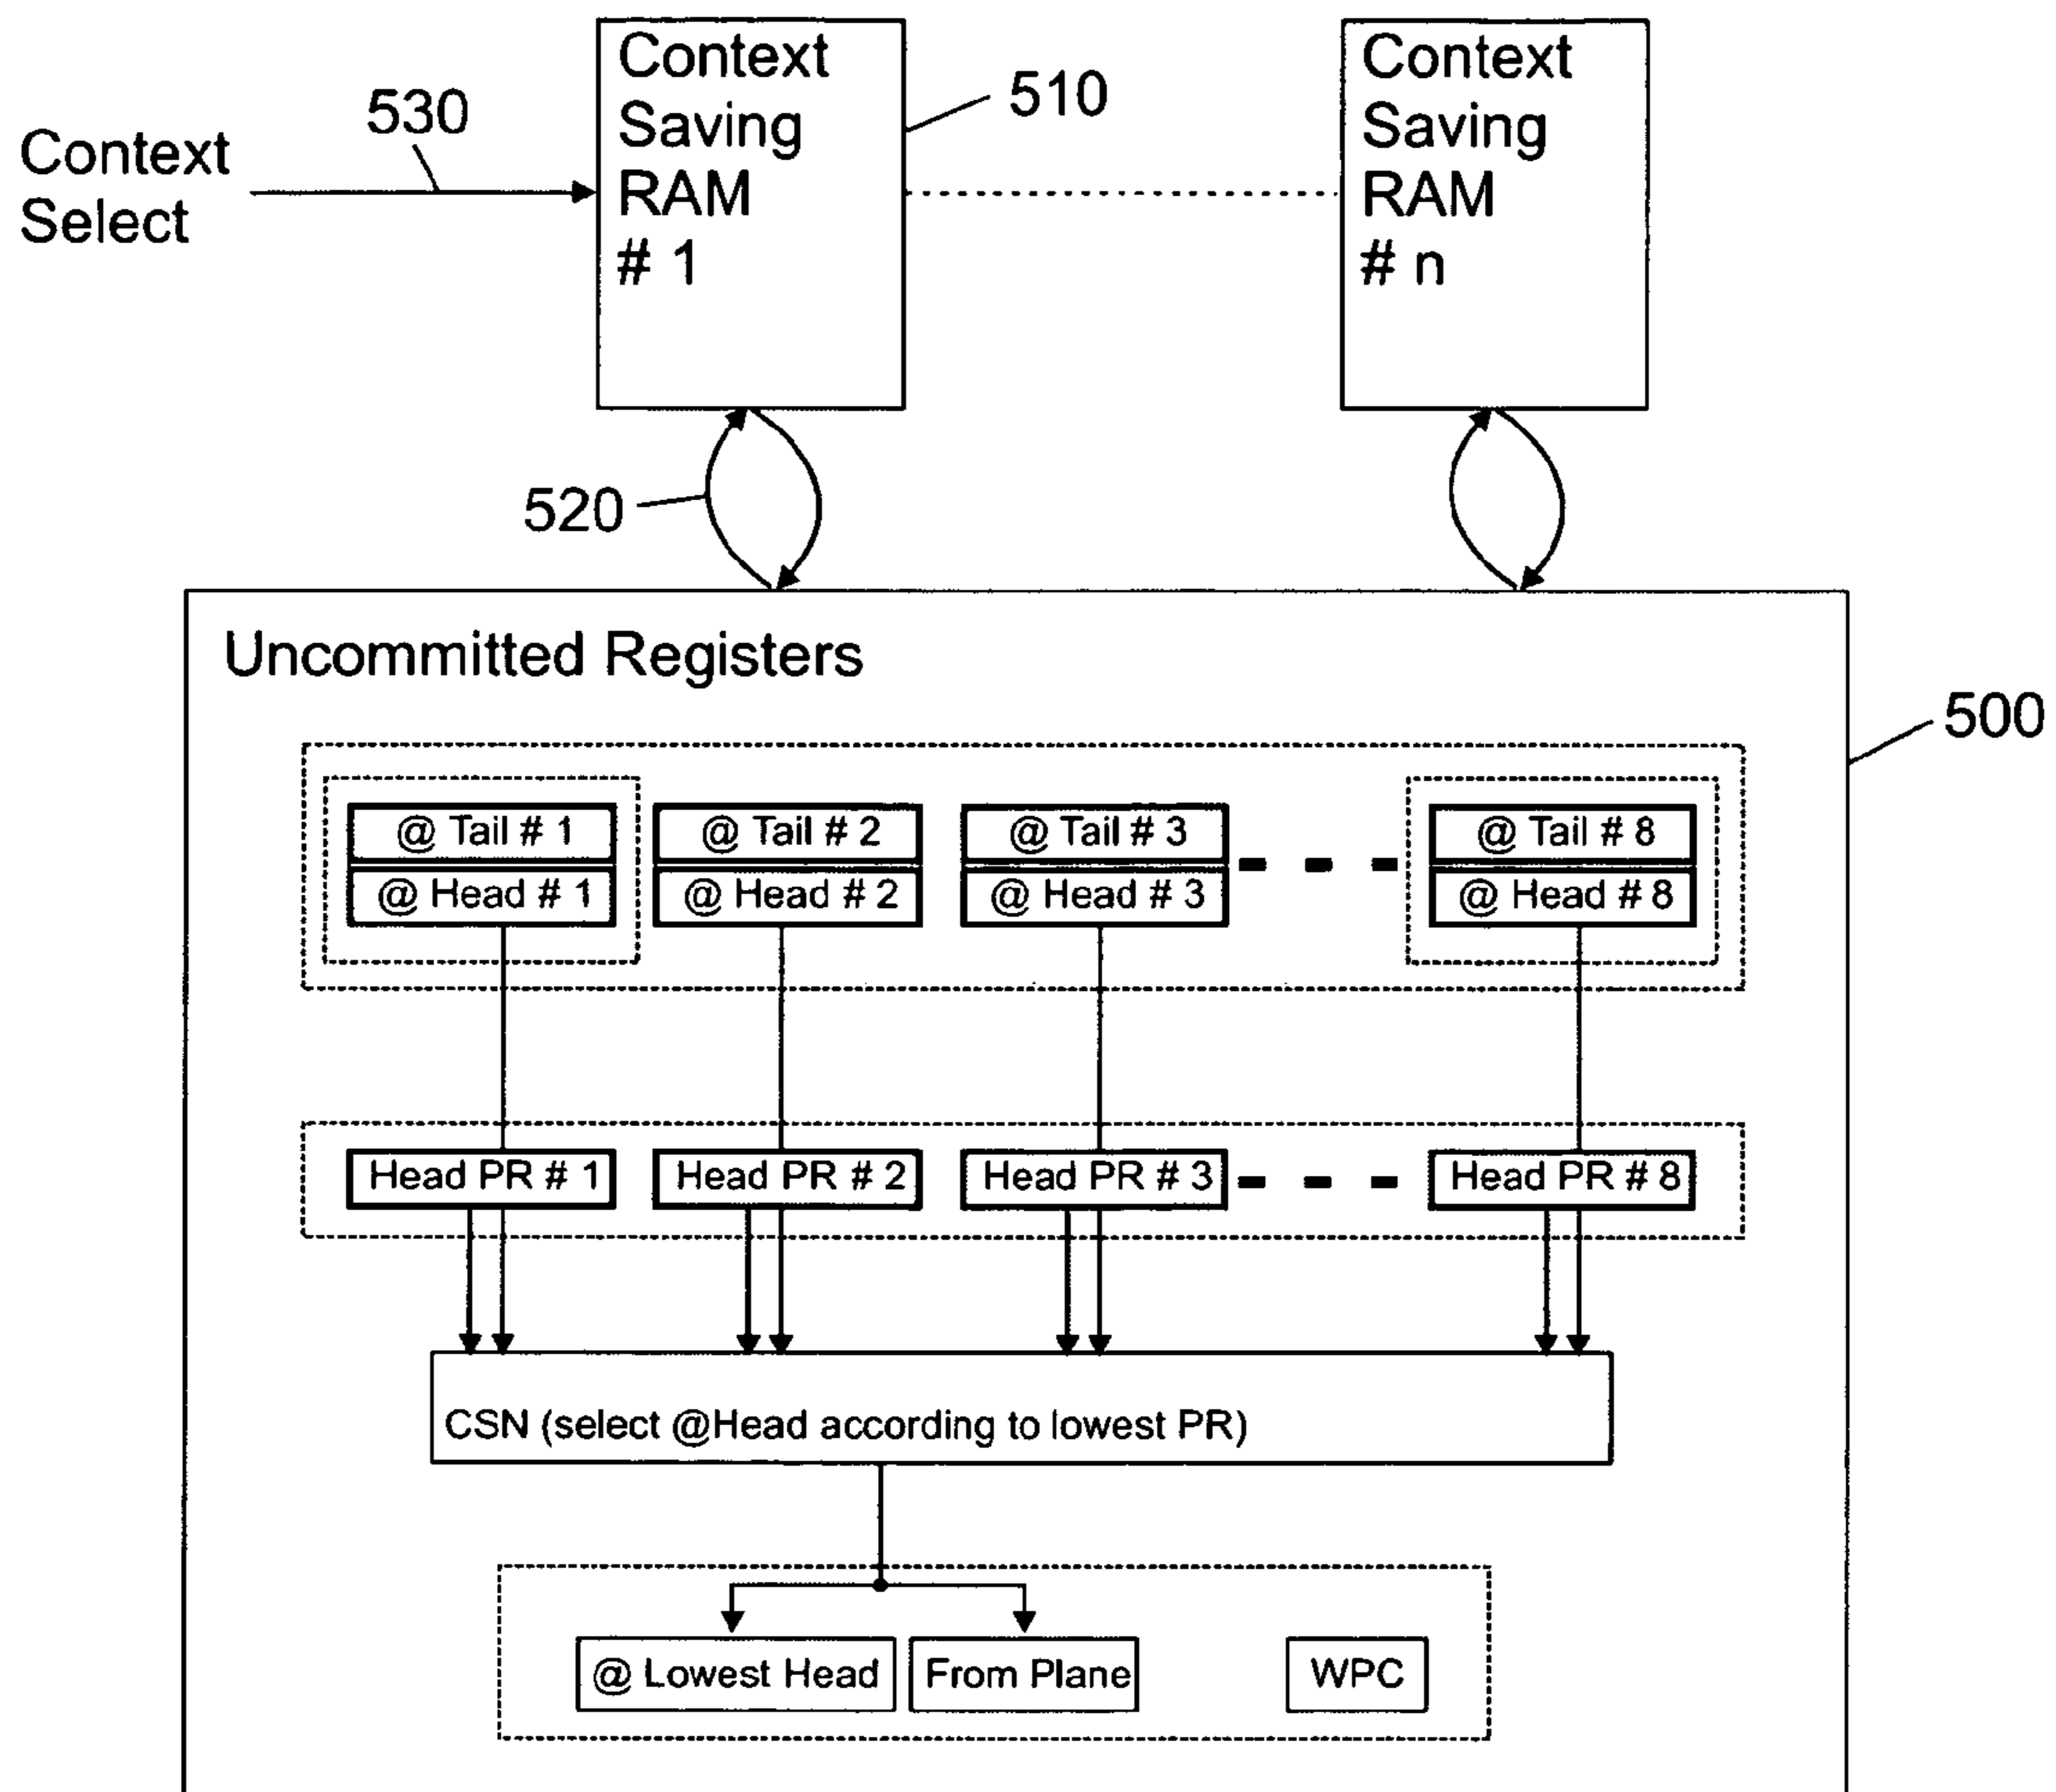 Context
Saving
RAM
# 1
Context
Saving
RAM
# n
510
530
Context
Select
520
Uncommitted Registers
500
@ Tail # 1
@ Tail # 2
@ Tail # 3
@ Tail # 8
@ Head # 1
@ Head # 2
@ Head # 3
@ Head # 8
Head PR # 1
Head PR # 2
Head PR # 3
Head PR # 8
CSN (select @Head according to lowest PR)
@ Lowest Head
From Plane
WPC